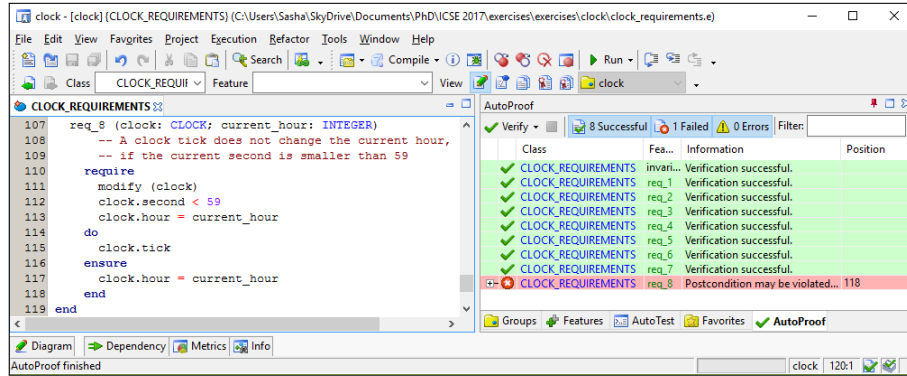 clock - [clock] {CLOCK_REQUIREMENTS} (C:\Users\Sasha\SkyDrive\Documents\PhD\ICSE 2017\exercises\exercises\clock\clock_requirements.e)
File Edit View Favorites Project Execution Refactor Tools Window Help
Search Compile Run
Class CLOCK_REQUIF Feature View clock
CLOCK_REQUIREMENTS
107 req_8 (clock: CLOCK; current_hour: INTEGER)
108 -- A clock tick does not change the current hour,
109 -- if the current second is smaller than 59
110 require
111 modify (clock)
112 clock.second < 59
113 clock.hour = current_hour
114 do
115 clock.tick
116 ensure
117 clock.hour = current_hour
118 end
119 end
AutoProof
Verify 8 Successful 1 Failed 0 Errors Filter:
Class Fea... Information Position
CLOCK_REQUIREMENTS invari... Verification successful.
CLOCK_REQUIREMENTS req_1 Verification successful.
CLOCK_REQUIREMENTS req_2 Verification successful.
CLOCK_REQUIREMENTS req_3 Verification successful.
CLOCK_REQUIREMENTS req_4 Verification successful.
CLOCK_REQUIREMENTS req_5 Verification successful.
CLOCK_REQUIREMENTS req_6 Verification successful.
CLOCK_REQUIREMENTS req_7 Verification successful.
CLOCK_REQUIREMENTS req_8 Postcondition may be violated... 118
Groups Features AutoTest Favorites AutoProof
Diagram Dependency Metrics Info
AutoProof finished clock 120:1